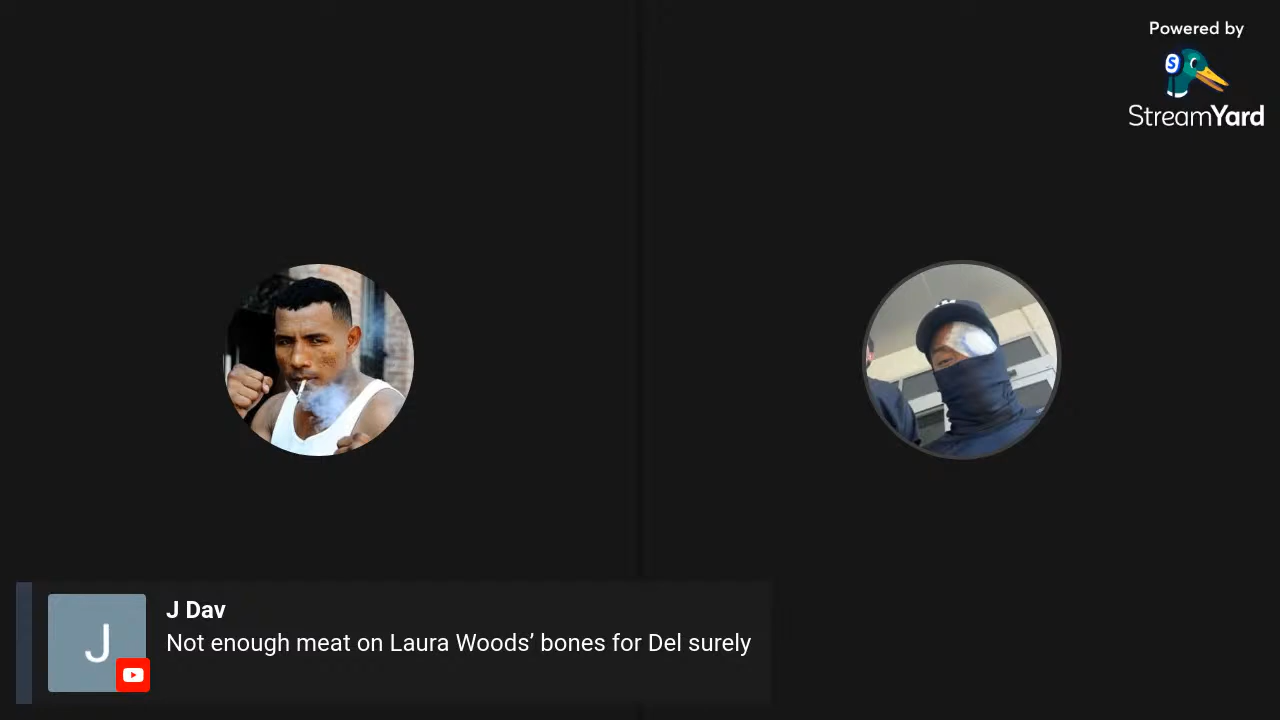 Powered by
S
StreamYard
J
J Dav
Not enough meat on Laura Woods’ bones for Del surely